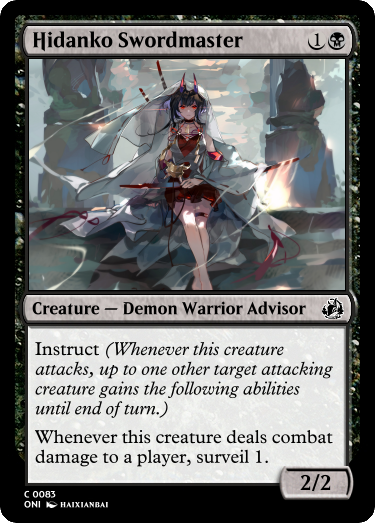 Hidanko Swordmaster 1
Creature — Demon Warrior Advisor
Instruct (Whenever this creature
attacks, up to one other target attacking
creature gains the following abilities
until end of turn.)
Whenever this creature deals combat
damage to a player, surveil 1.
2/2
C 0083
ONI HAIXIANBAI